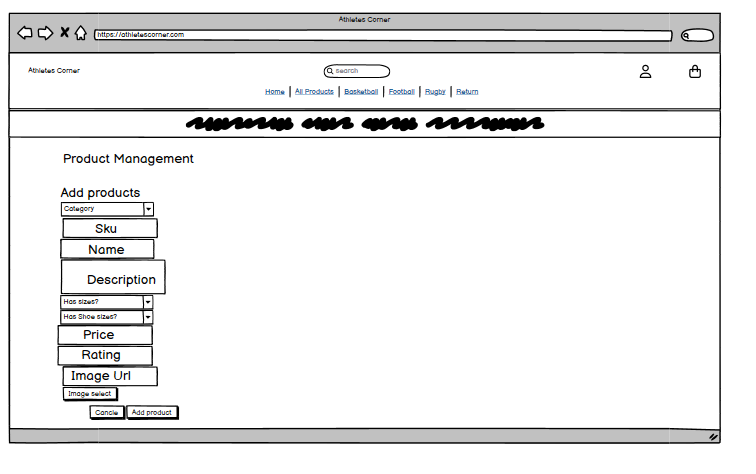 Athletes Corner
https://athletescorner.com
Athletes Corner
search
Home | All Products | Basketball | Football | Rugby | Return
Product Management
Add products
Category
Sku
Name
Description
Has sizes?
Has Shoe sizes?
Price
Rating
Image Url
Image select
Cancle Add product